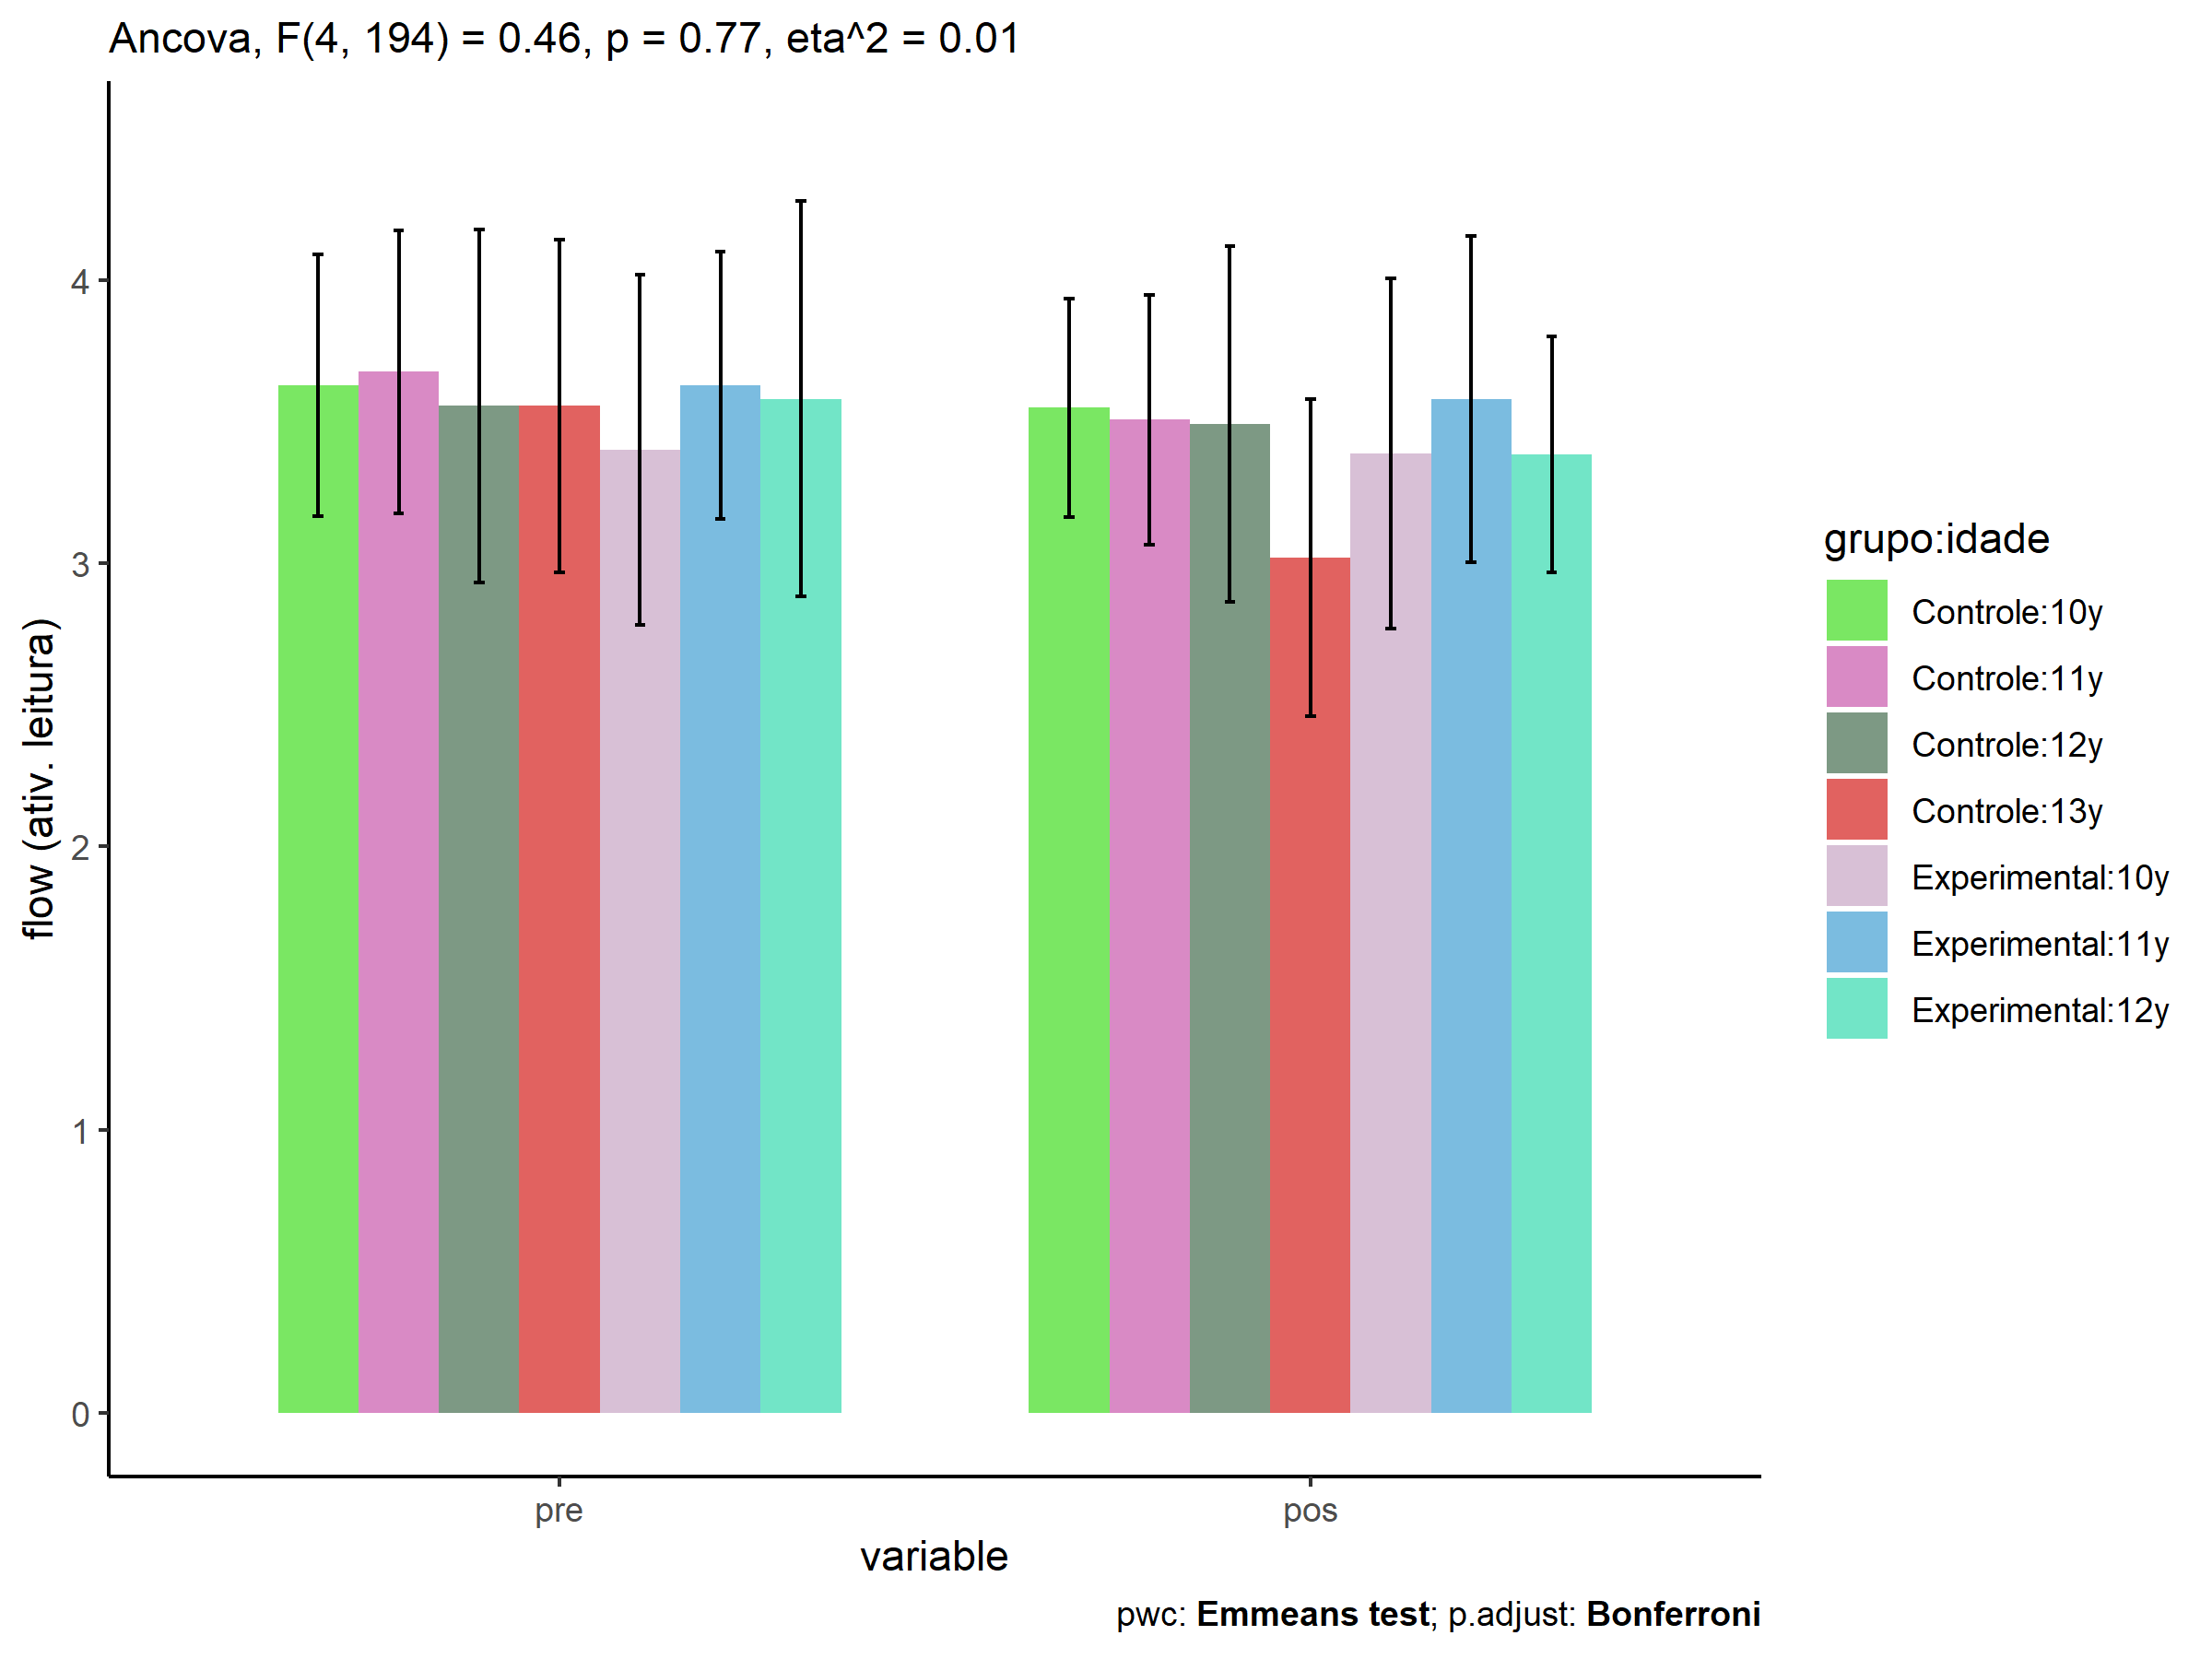 Ancova, F(4, 194) = 0.46, p = 0.77, eta^2 = 0.01
flow (ativ. leitura)
4
3
2
1
0
pre
pos
variable
grupo:idade
Controle:10y
Controle:11y
Controle:12y
Controle:13y
Experimental:10y
Experimental:11y
Experimental:12y
pwc: Emmeans test; p.adjust: Bonferroni